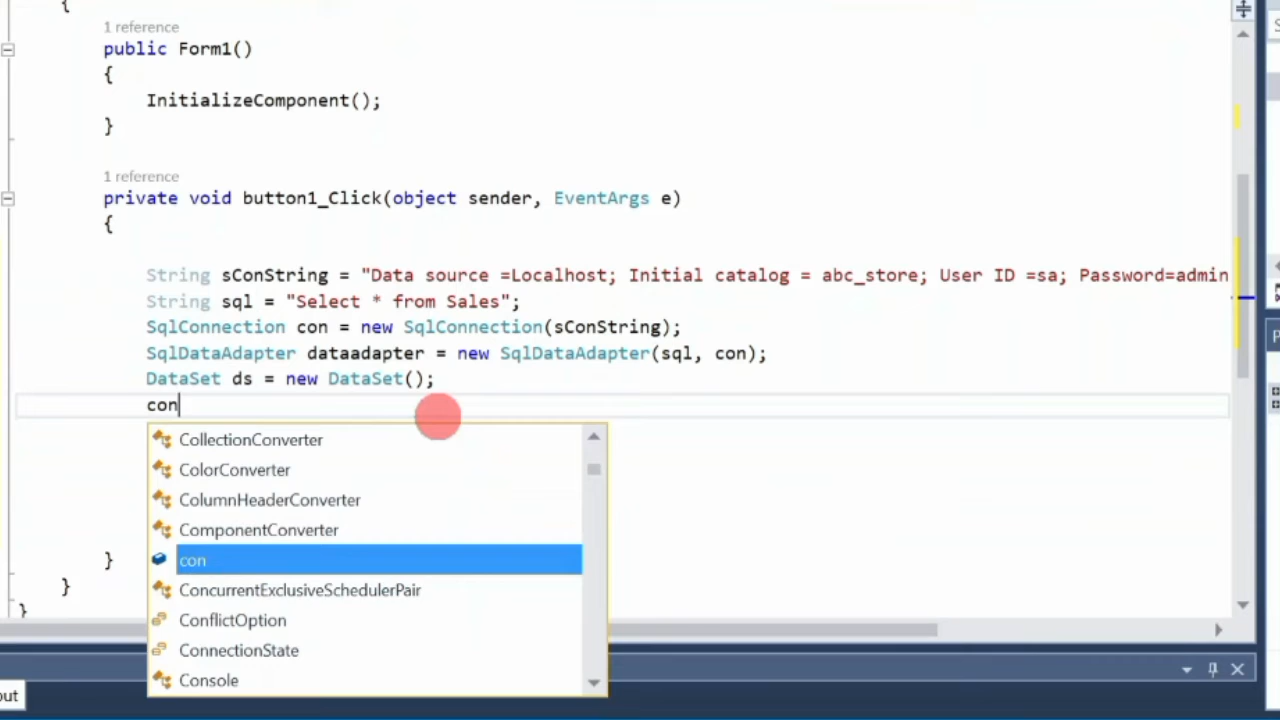 {
1 reference
public Form1()
{
InitializeComponent();
}
1 reference
private void button1_Click(object sender, EventArgs e)
{
String sConString = "Data source =Localhost; Initial catalog = abc_store; User ID =sa; Password=admin
String sql = "Select * from Sales";
SqlConnection con = new SqlConnection(sConString);
SqlDataAdapter dataadapter = new SqlDataAdapter(sql, con);
DataSet ds = new DataSet();
con
CollectionConverter
ColorConverter
ColumnHeaderConverter
ComponentConverter
con
ConcurrentExclusiveSchedulerPair
ConflictOption
ConnectionState
Console
}
}
}